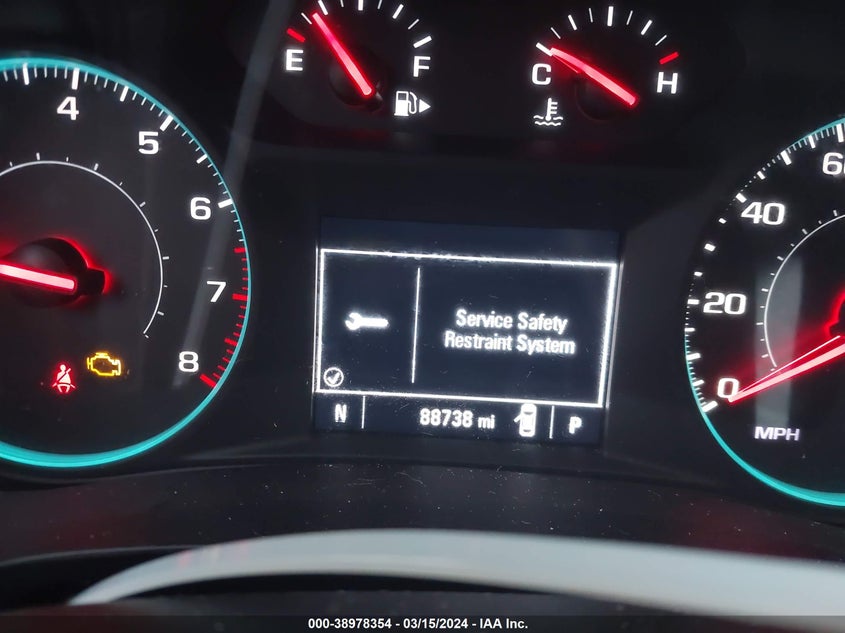 E F
C H
4
5
6
7
8
60
40
20
0
MPH
Service Safety
Restraint System
N 88738 mi P
000-38978354 - 03/15/2024 - IAA Inc.